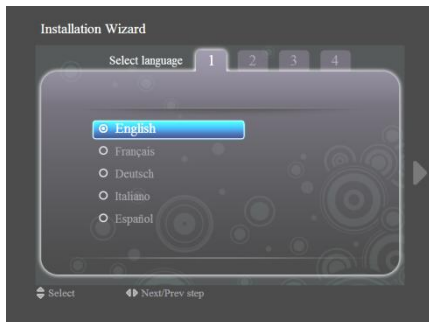 Installation Wizard
Select language 1 2 3 4
English
Français
Deutsch
Italiano
Español
Select Next/Prev step